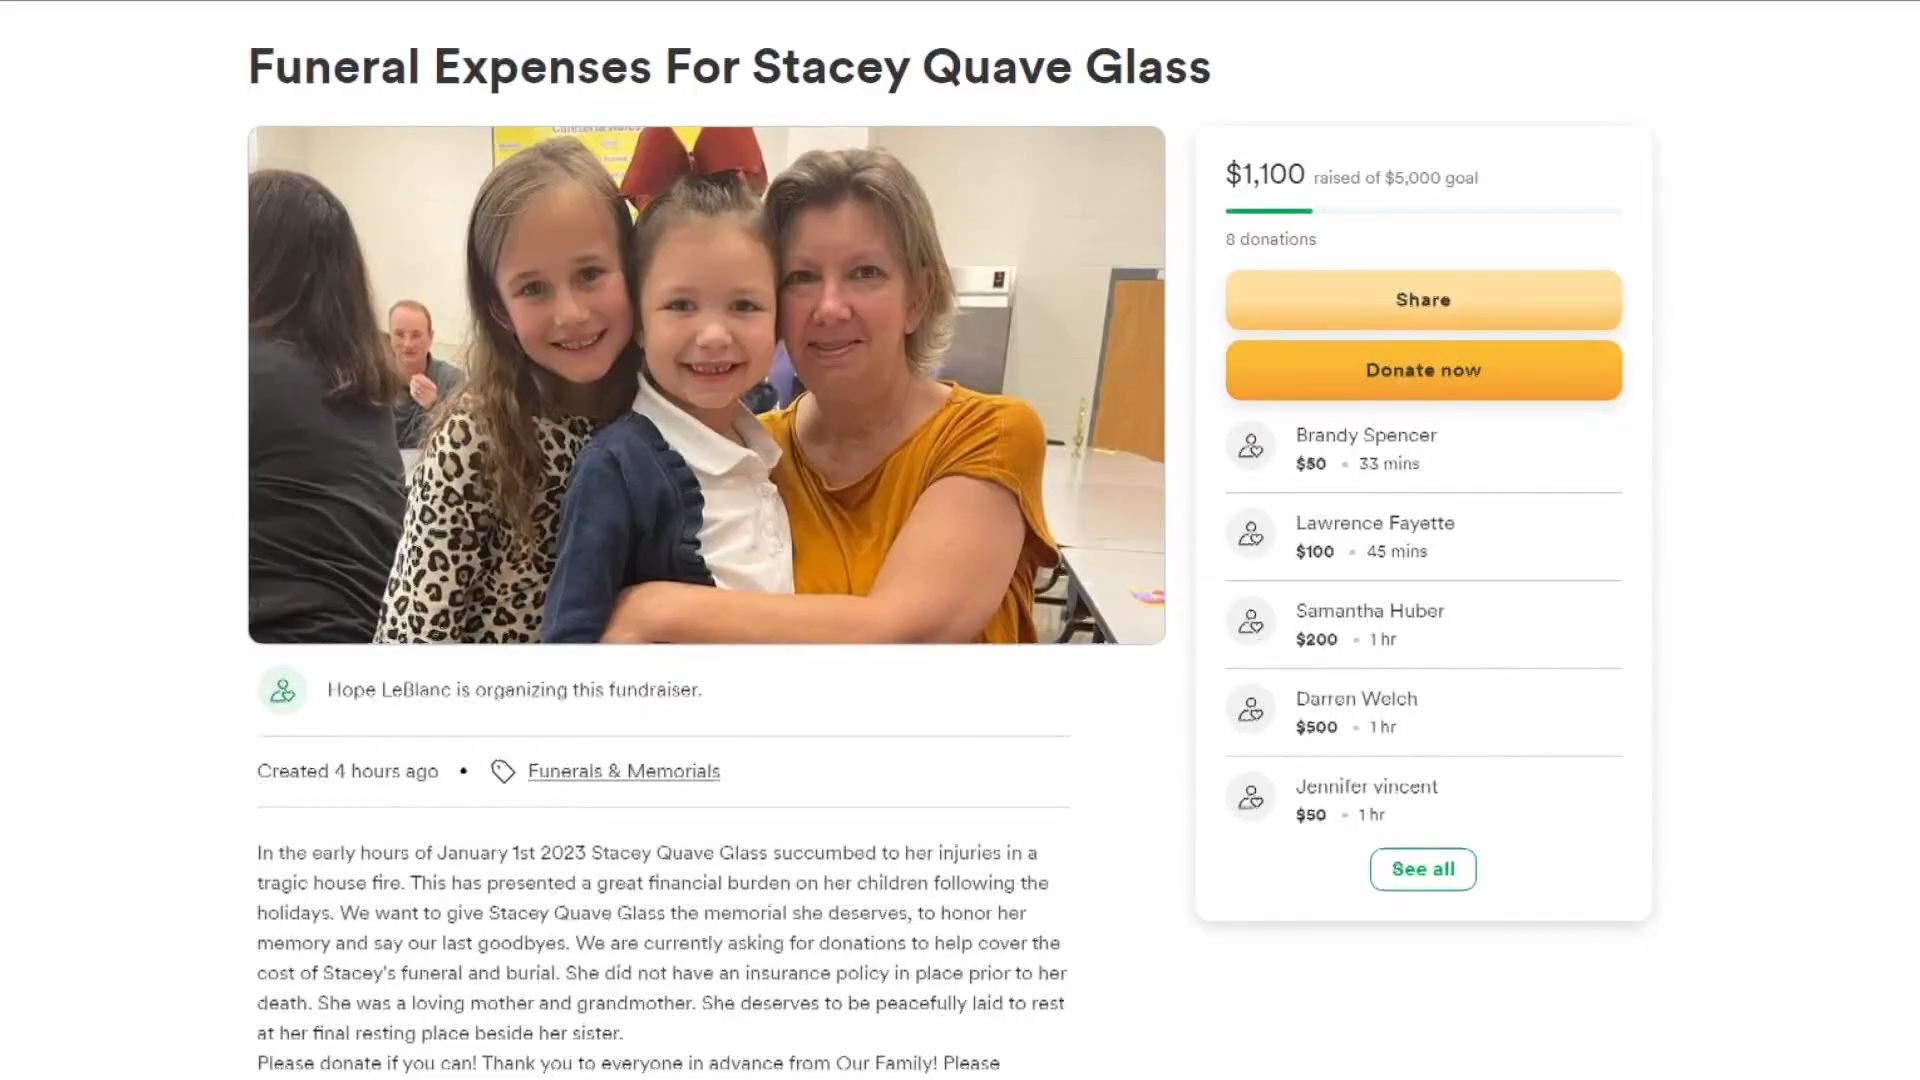 Funeral Expenses For Stacey Quave Glass
$1,100 raised of $5,000 goal
8 donations
Share
Donate now
Brandy Spencer
$50 • 33 mins
Lawrence Fayette
$100 • 45 mins
Samantha Huber
$200 • 1 hr
Darren Welch
$500 • 1 hr
Jennifer vincent
$50 • 1 hr
See all
Hope LeBlanc is organizing this fundraiser.
Created 4 hours ago • Funerals & Memorials
In the early hours of January 1st 2023 Stacey Quave Glass succumbed to her injuries in a
tragic house fire. This has presented a great financial burden on her children following the
holidays. We want to give Stacey Quave Glass the memorial she deserves, to honor her
memory and say our last goodbyes. We are currently asking for donations to help cover the
cost of Stacey's funeral and burial. She did not have an insurance policy in place prior to her
death. She was a loving mother and grandmother. She deserves to be peacefully laid to rest
at her final resting place beside her sister.
Please donate if you can! Thank you to everyone in advance from Our Family! Please